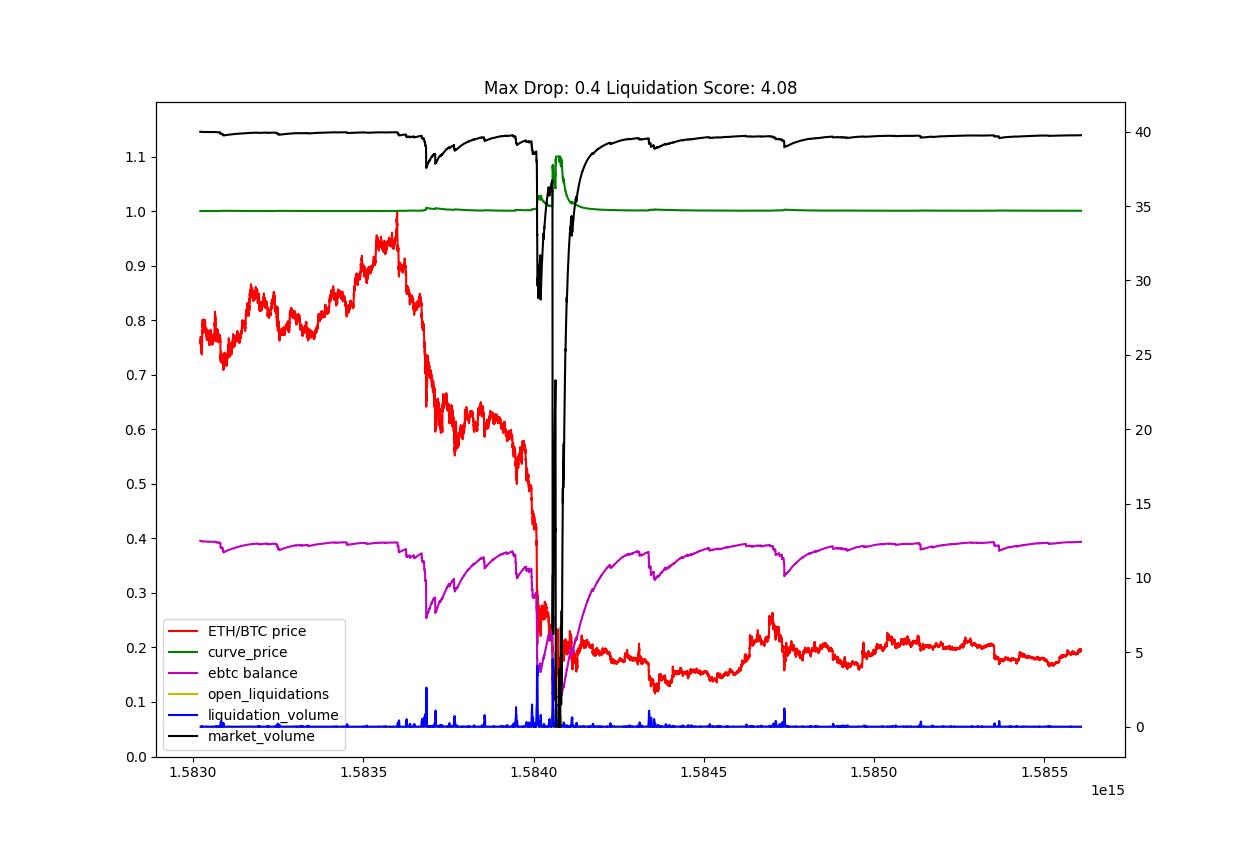 Max Drop: 0.4 Liquidation Score: 4.08
1.1
1.0
0.9
0.8
0.7
0.6
0.5
0.4
0.3
0.2
0.1
0.0
40
35
30
25
20
15
10
5
0
ETH/BTC price
curve_price
ebtc balance
open_liquidations
liquidation_volume
market_volume
1.5830 1.5835 1.5840 1.5845 1.5850 1.5855
1e15